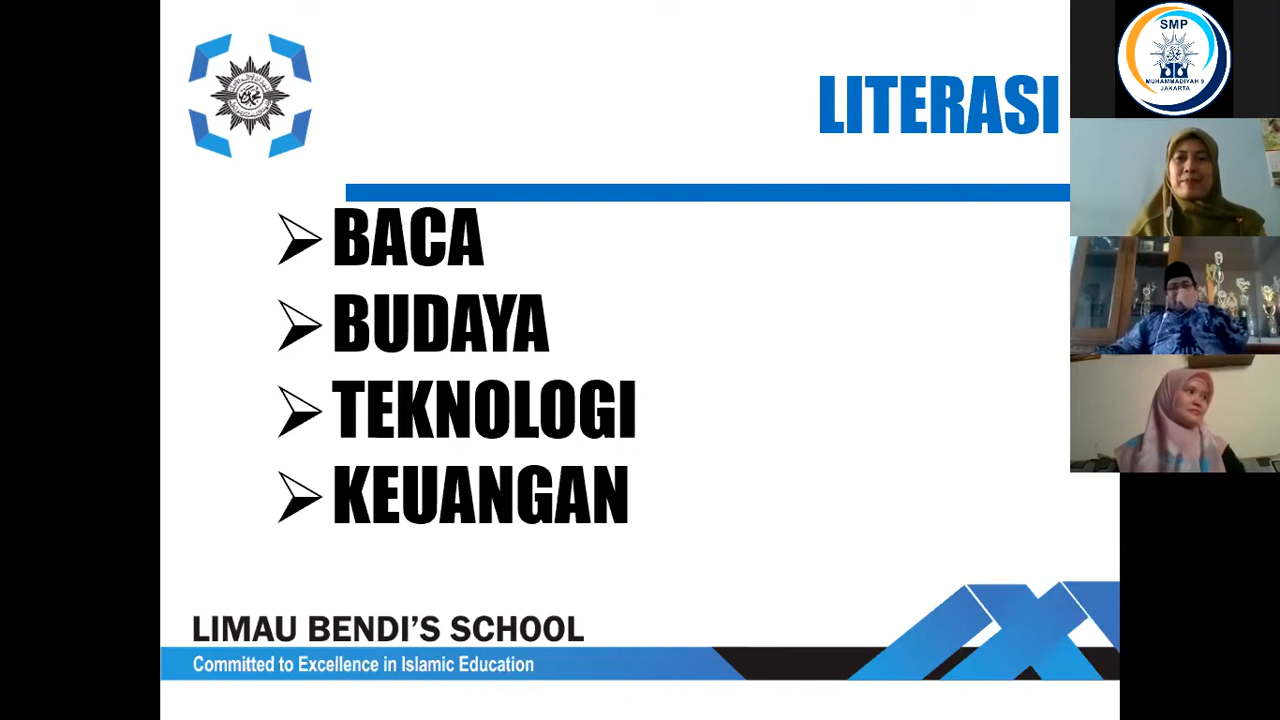 LITERASI
BACA
BUDAYA
TEKNOLOGI
KEUANGAN
LIMAU BENDI'S SCHOOL
Committed to Excellence in Islamic Education
SMP
MUHAMMADIYAH 9
JAKARTA